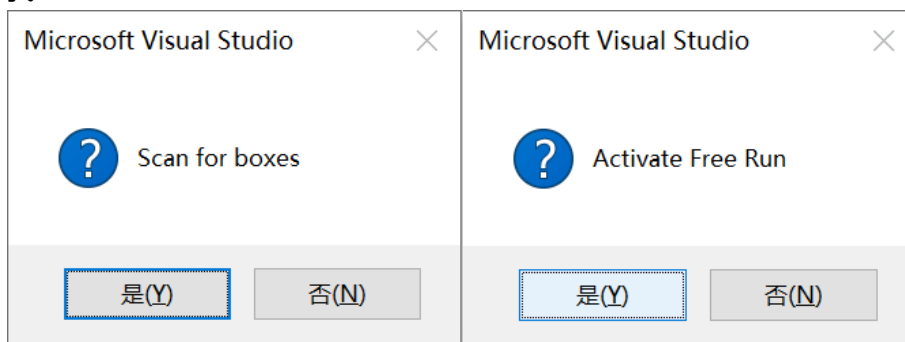 Microsoft Visual Studio
Scan for boxes
是(Y)
否(N)
Microsoft Visual Studio
Activate Free Run
是(Y)
否(N)